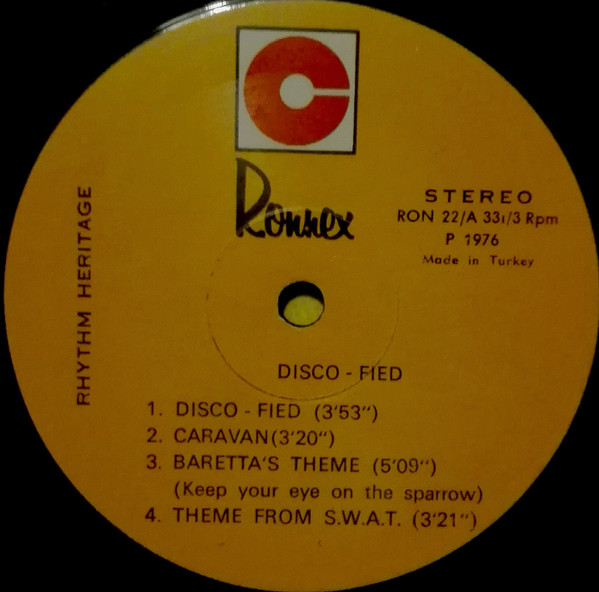 Ronnex
STEREO
RON 22/A 33 1/3 Rpm
P 1976
Made in Turkey
RHYTHM HERITAGE
DISCO - FIED
1. DISCO - FIED (3'53")
2. CARAVAN (3'20")
3. BARETTA'S THEME (5'09")
(Keep your eye on the sparrow)
4. THEME FROM S.W.A.T. (3'21")